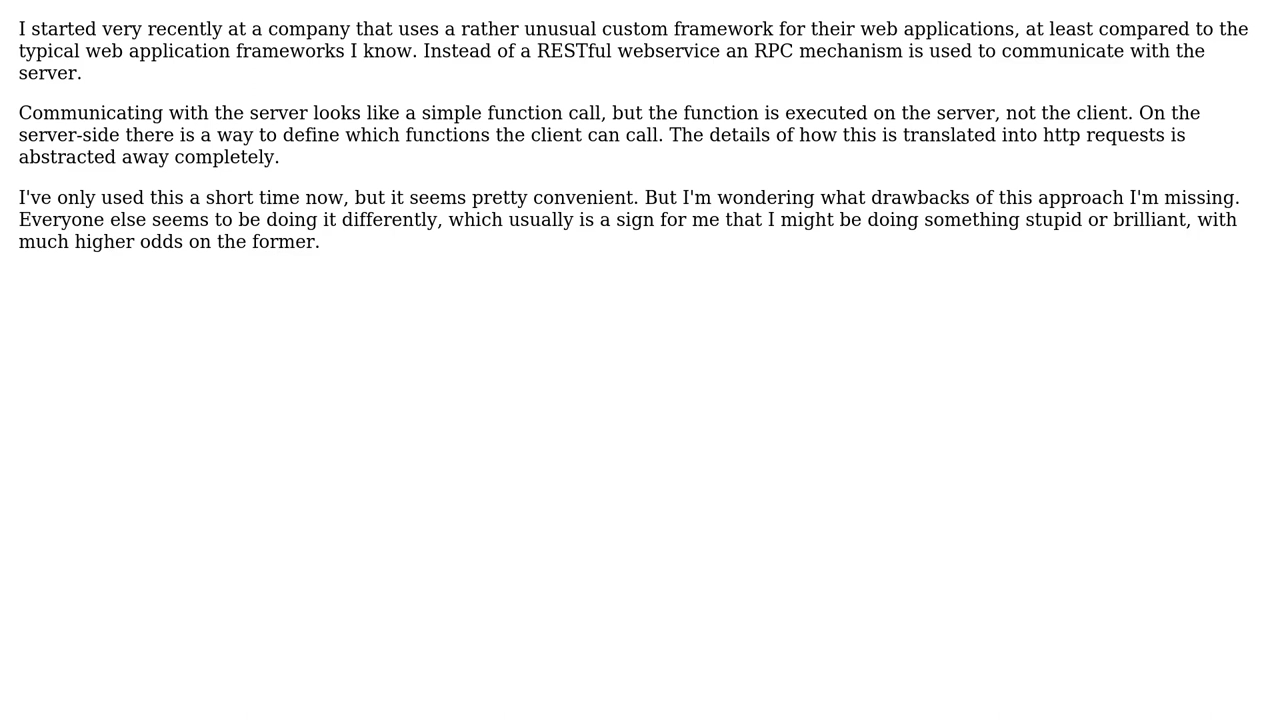 I started very recently at a company that uses a rather unusual custom framework for their web applications, at least compared to the
typical web application frameworks I know. Instead of a RESTful webservice an RPC mechanism is used to communicate with the
server.
Communicating with the server looks like a simple function call, but the function is executed on the server, not the client. On the
server-side there is a way to define which functions the client can call. The details of how this is translated into http requests is
abstracted away completely.
I've only used this a short time now, but it seems pretty convenient. But I'm wondering what drawbacks of this approach I'm missing.
Everyone else seems to be doing it differently, which usually is a sign for me that I might be doing something stupid or brilliant, with
much higher odds on the former.